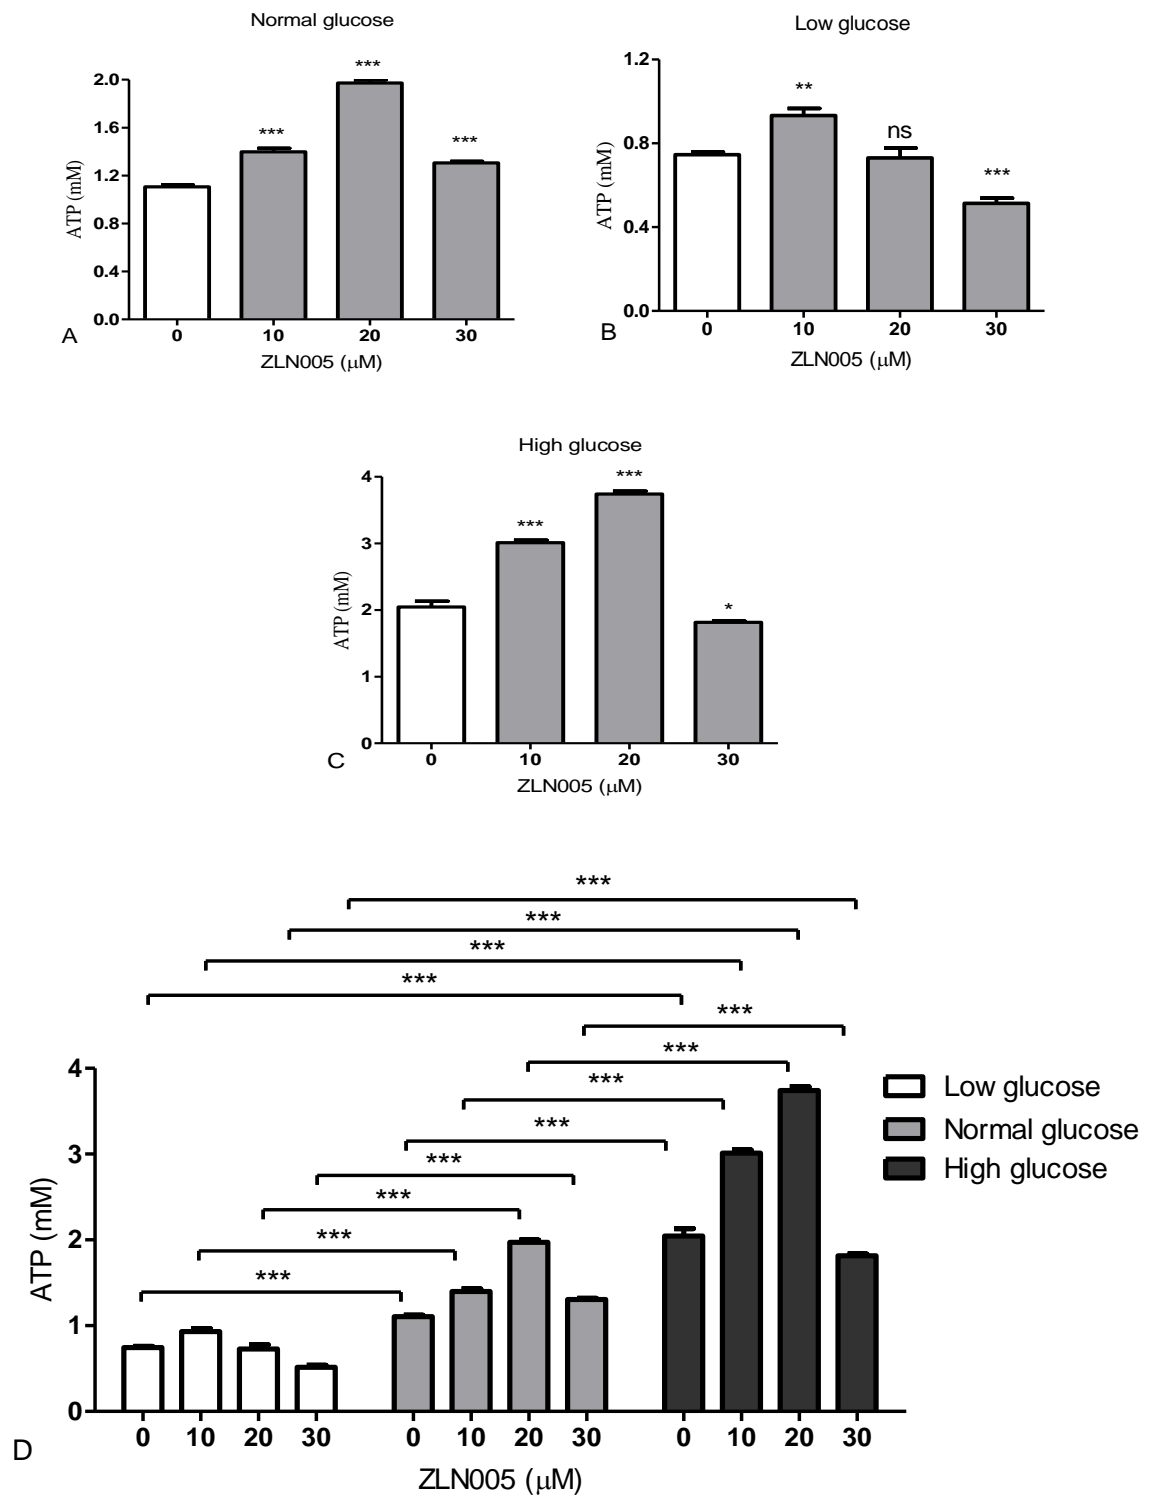 Normal glucose
***
2.0
***
***
1.6
1.2
0.8
0.4
0.0
ATP (mM)
0 10 20 30
A
ZLN005 (μM)
Low glucose
1.2
**
ns
***
0.8
0.4
0.0
ATP (mM)
0 10 20 30
B
ZLN005 (μM)
High glucose
***
4
***
3
*
2
1
0
ATP (mM)
0 10 20 30
C
ZLN005 (μM)
***
***
***
***
***
***
***
***
***
***
***
***
4
3
2
1
0
ATP (mM)
Low glucose
Normal glucose
High glucose
0 10 20 30 0 10 20 30 0 10 20 30
D
ZLN005 (μM)